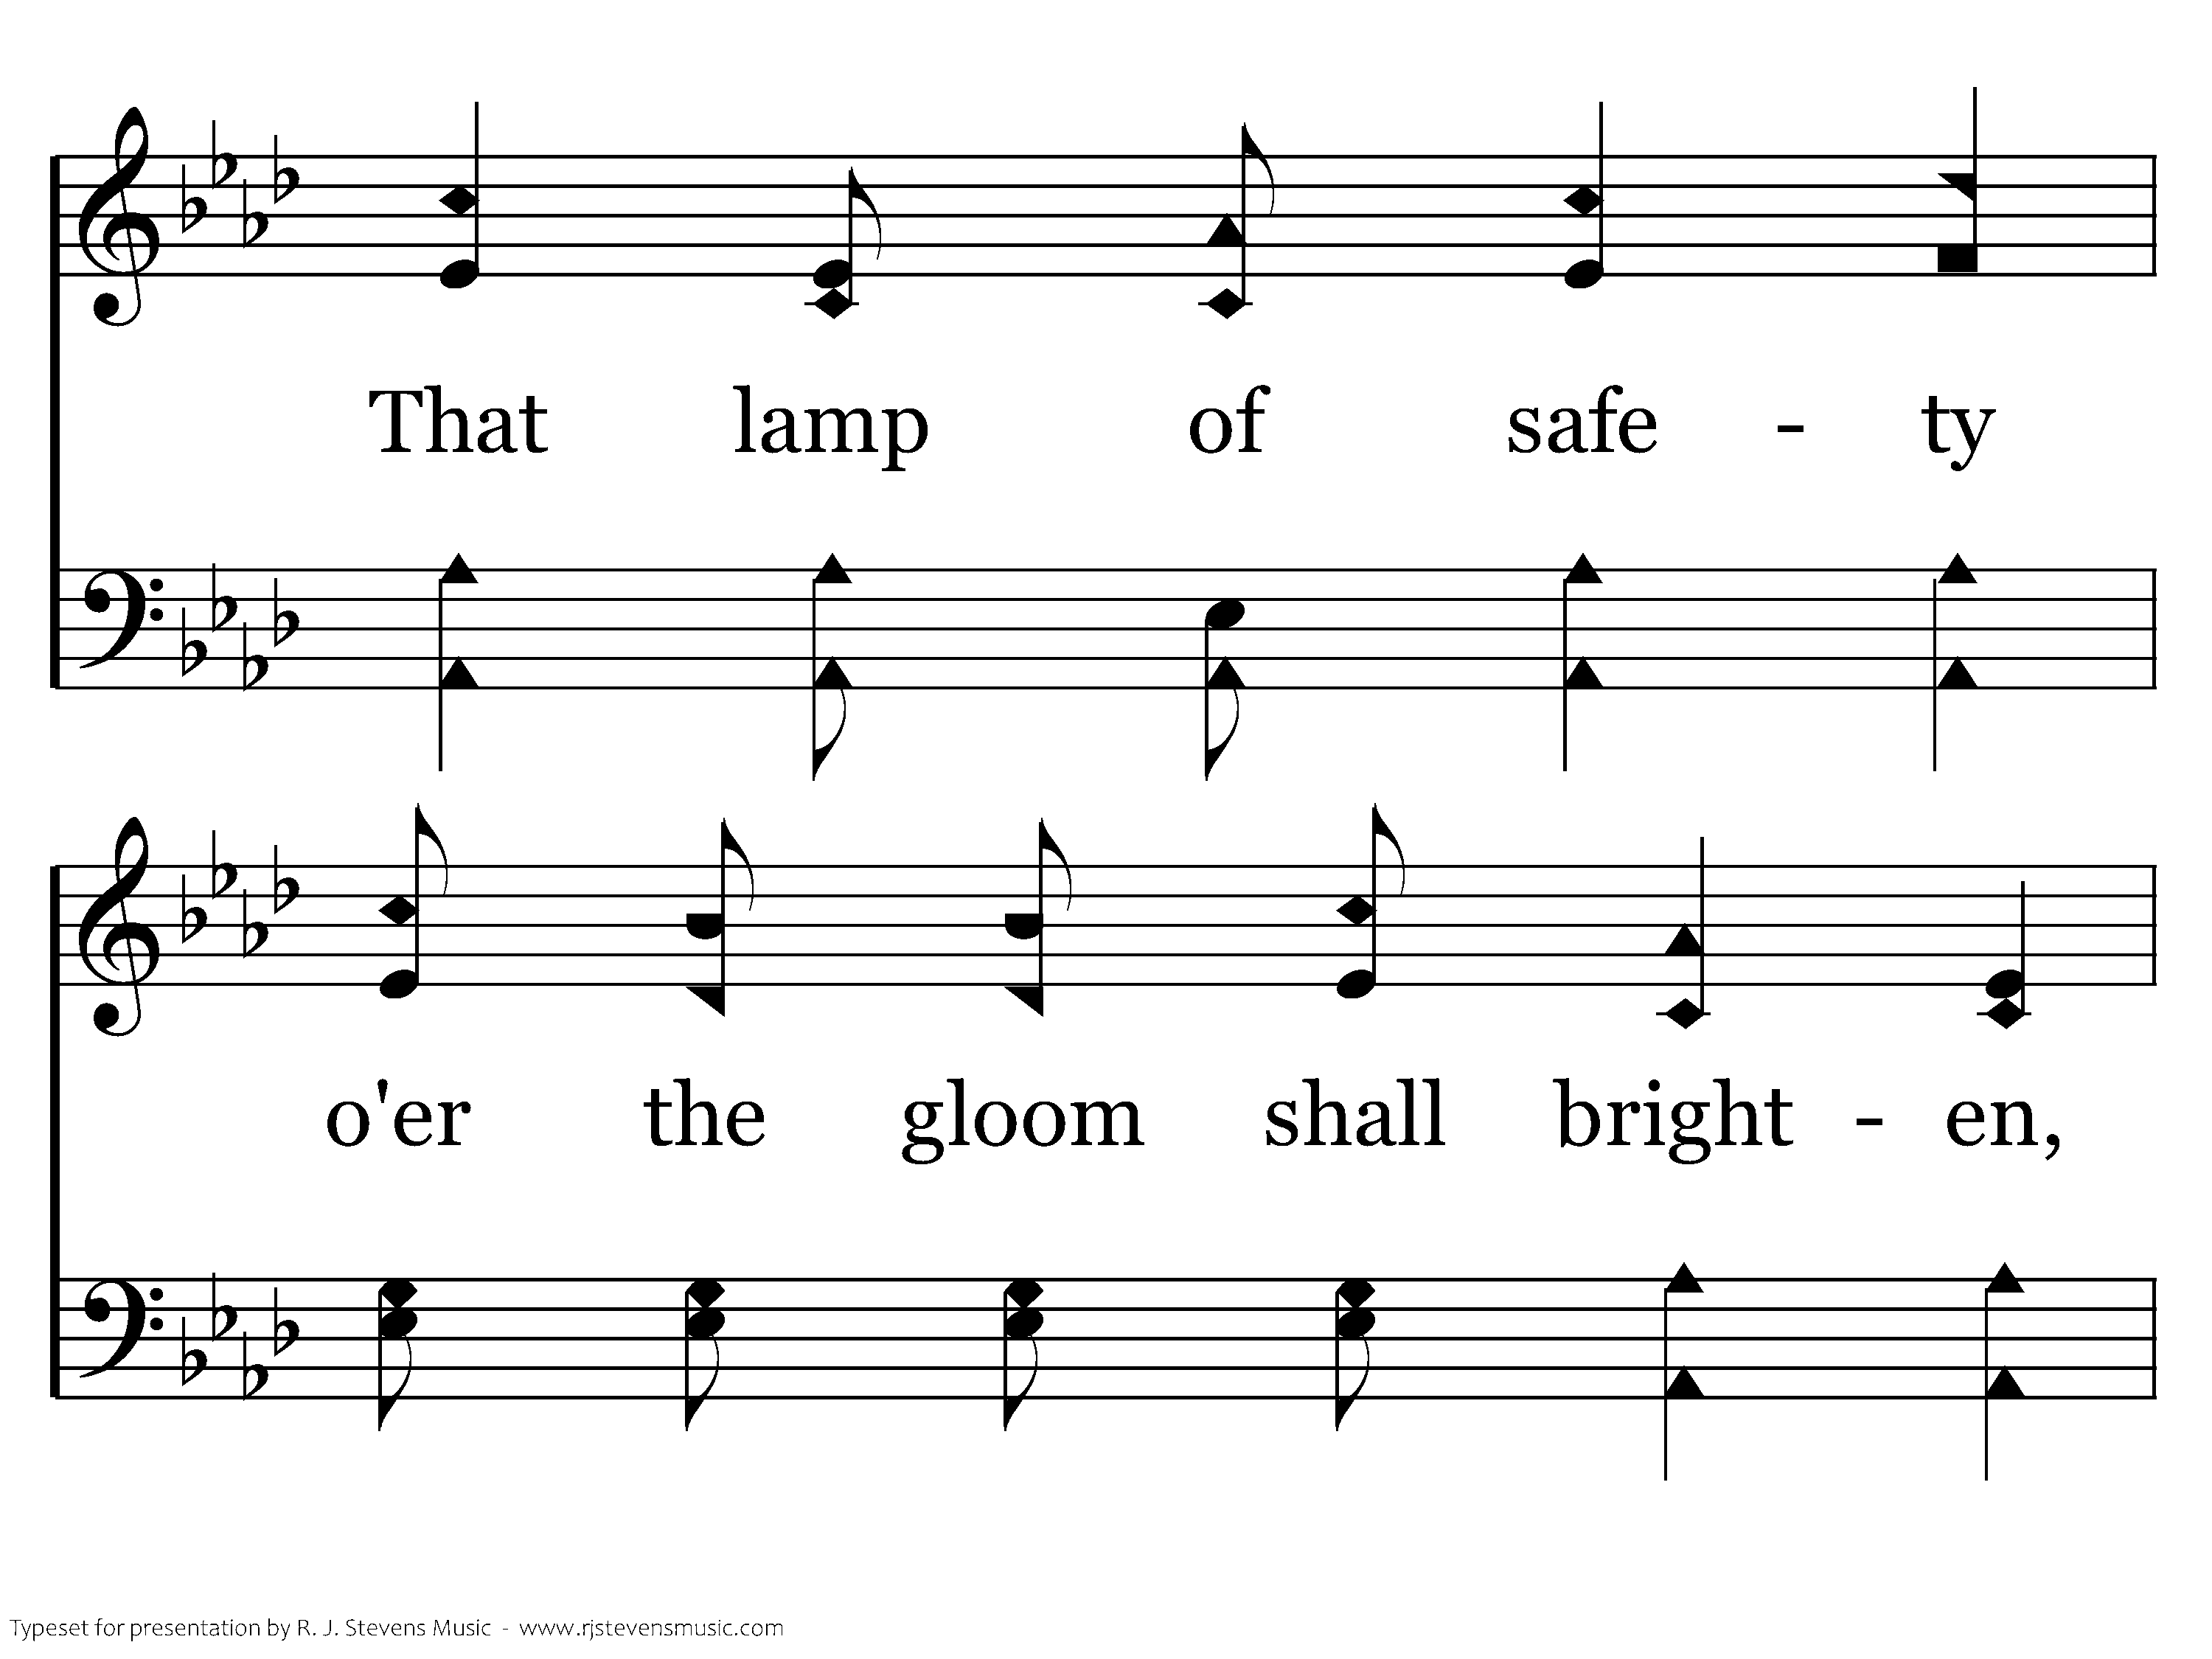 That lamp of safe - ty
o'er the gloom shall bright - en,
Typeset for presentation by R. J. Stevens Music - www.rjstevensmusic.com